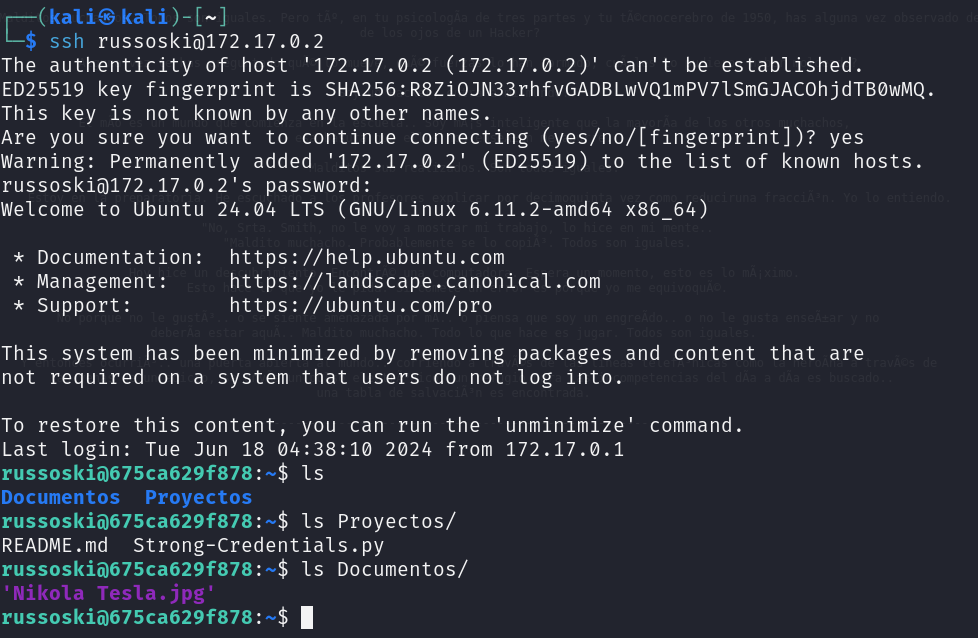 ┌──(kali㉿kali)-[~]
└─$ ssh russoski@172.17.0.2
The authenticity of host '172.17.0.2 (172.17.0.2)' can't be established.
ED25519 key fingerprint is SHA256:R8ZiOJN33rhfvGADBLwVQ1mPV7lSmGJACOhjdTB0wMQ.
This key is not known by any other names.
Are you sure you want to continue connecting (yes/no/[fingerprint])? yes
Warning: Permanently added '172.17.0.2' (ED25519) to the list of known hosts.
russoski@172.17.0.2's password:
Welcome to Ubuntu 24.04 LTS (GNU/Linux 6.11.2-amd64 x86_64)

 * Documentation:  https://help.ubuntu.com
 * Management:     https://landscape.canonical.com
 * Support:        https://ubuntu.com/pro

This system has been minimized by removing packages and content that are
not required on a system that users do not log into.

To restore this content, you can run the 'unminimize' command.
Last login: Tue Jun 18 04:38:10 2024 from 172.17.0.1
russoski@675ca629f878:~$ ls
Documentos  Proyectos
russoski@675ca629f878:~$ ls Proyectos/
README.md  Strong-Credentials.py
russoski@675ca629f878:~$ ls Documentos/
'Nikola Tesla.jpg'
russoski@675ca629f878:~$